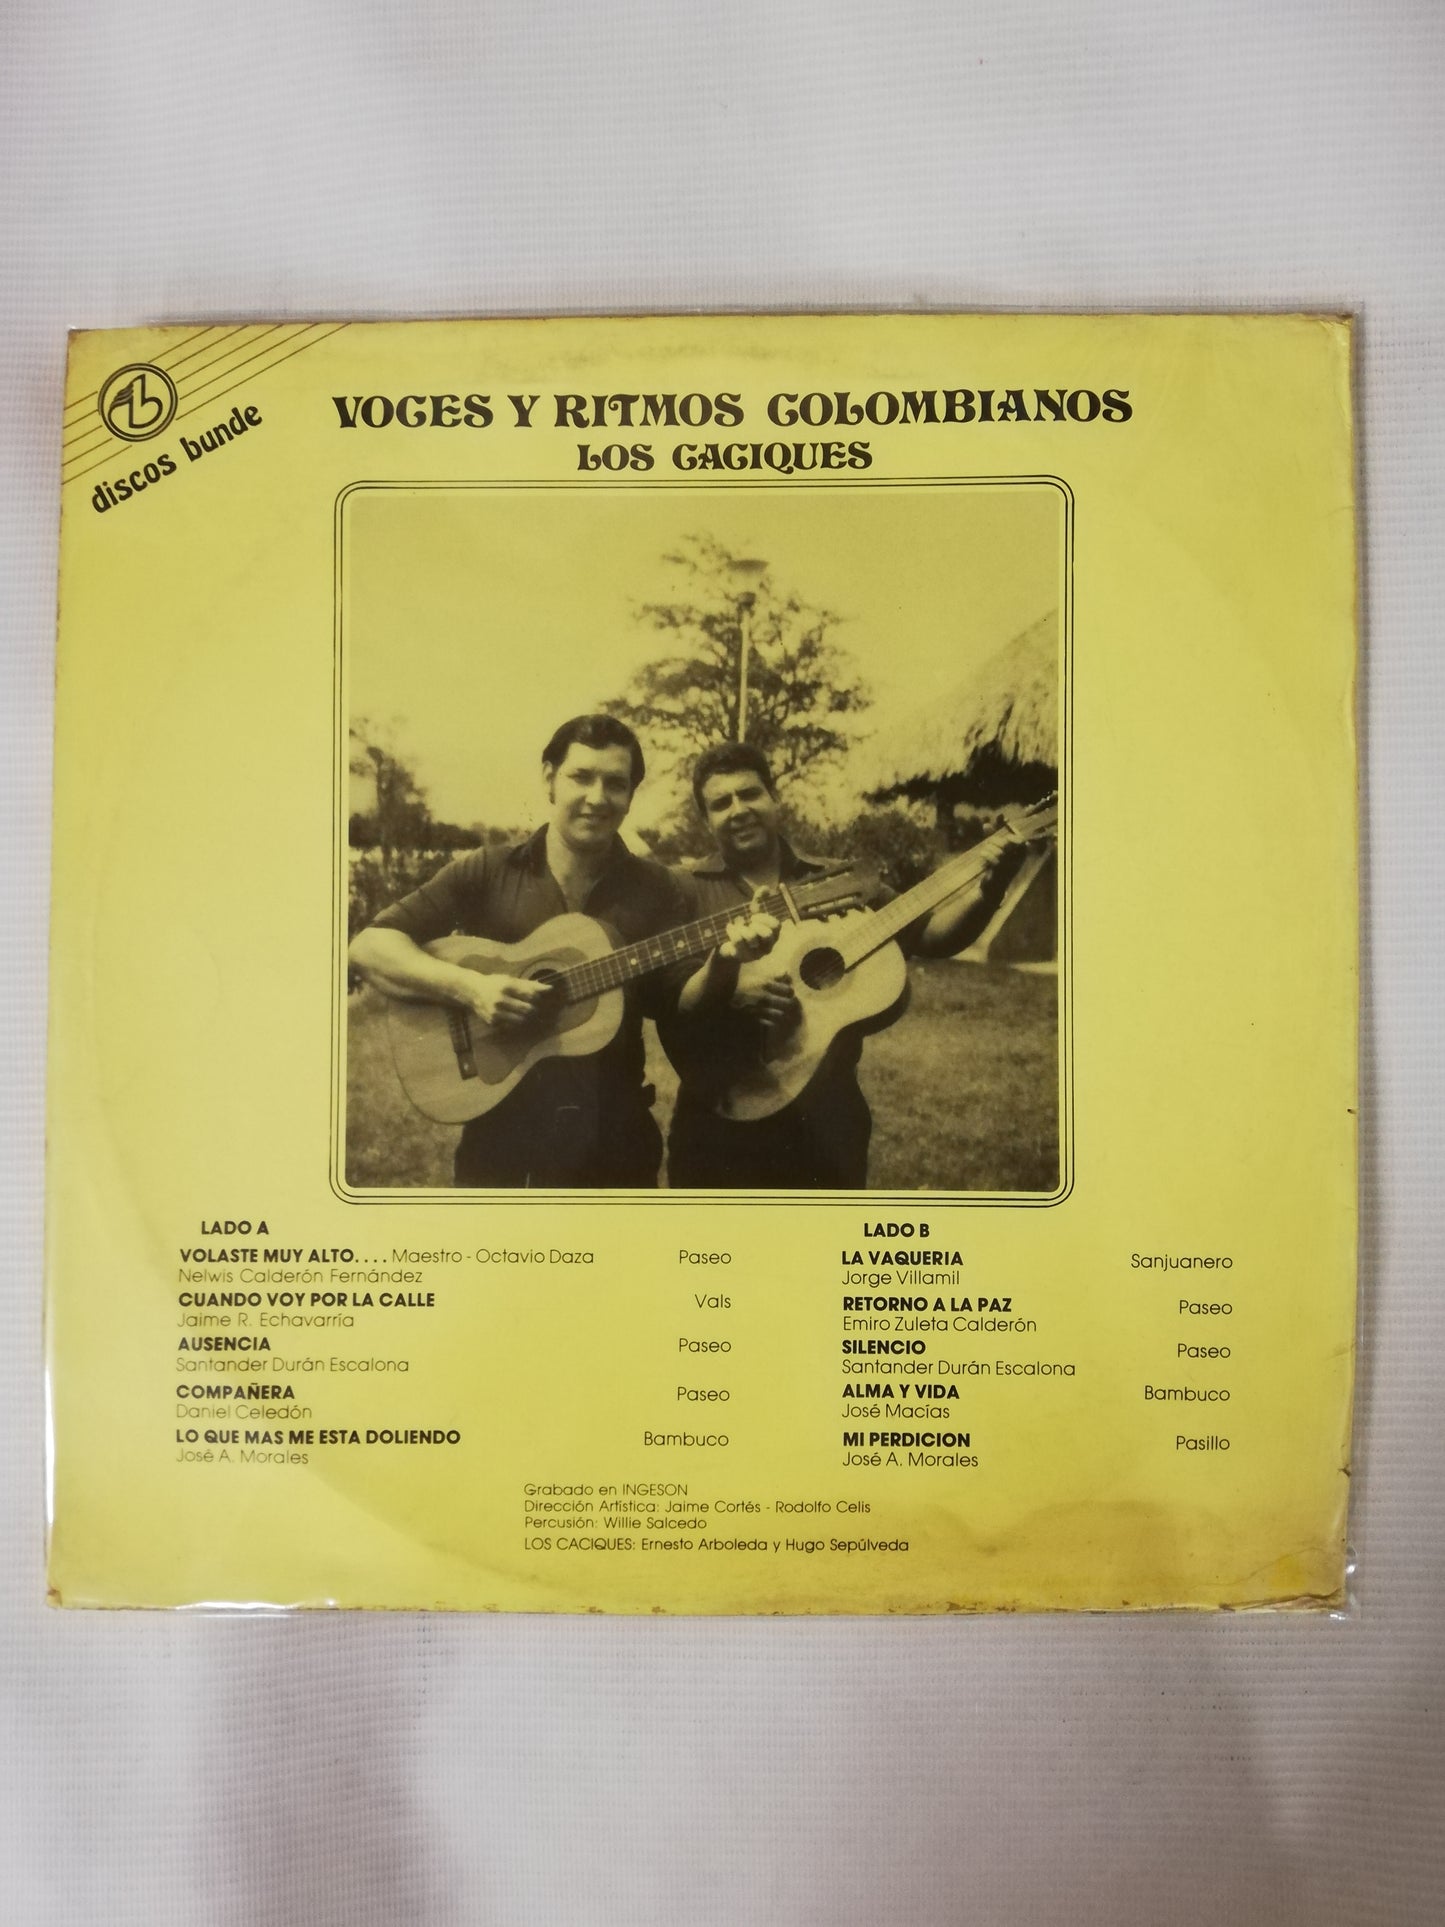 discos bunde
VOCES Y RITMOS COLOMBIANOS
LOS CACIQUES
LADO A
VOLASTE MUY ALTO.... Maestro - Octavio Daza Paseo
Nelwis Calderón Fernández
CUANDO VOY POR LA CALLE Vals
Jaime R. Echavarría
AUSENCIA Paseo
Santander Durán Escalona
COMPAÑERA Paseo
Daniel Celedón
LO QUE MAS ME ESTA DOLIENDO Bambuco
José A. Morales
LADO B
LA VAQUERIA Sanjuanero
Jorge Villamil
RETORNO A LA PAZ Paseo
Emiro Zuleta Calderón
SILENCIO Paseo
Santander Durán Escalona
ALMA Y VIDA Bambuco
José Macías
MI PERDICION Pasillo
José A. Morales
Grabado en INGESON
Dirección Artística: Jaime Cortés - Rodolfo Celis
Percusión: Willie Salcedo
LOS CACIQUES: Ernesto Arboleda y Hugo Sepúlveda